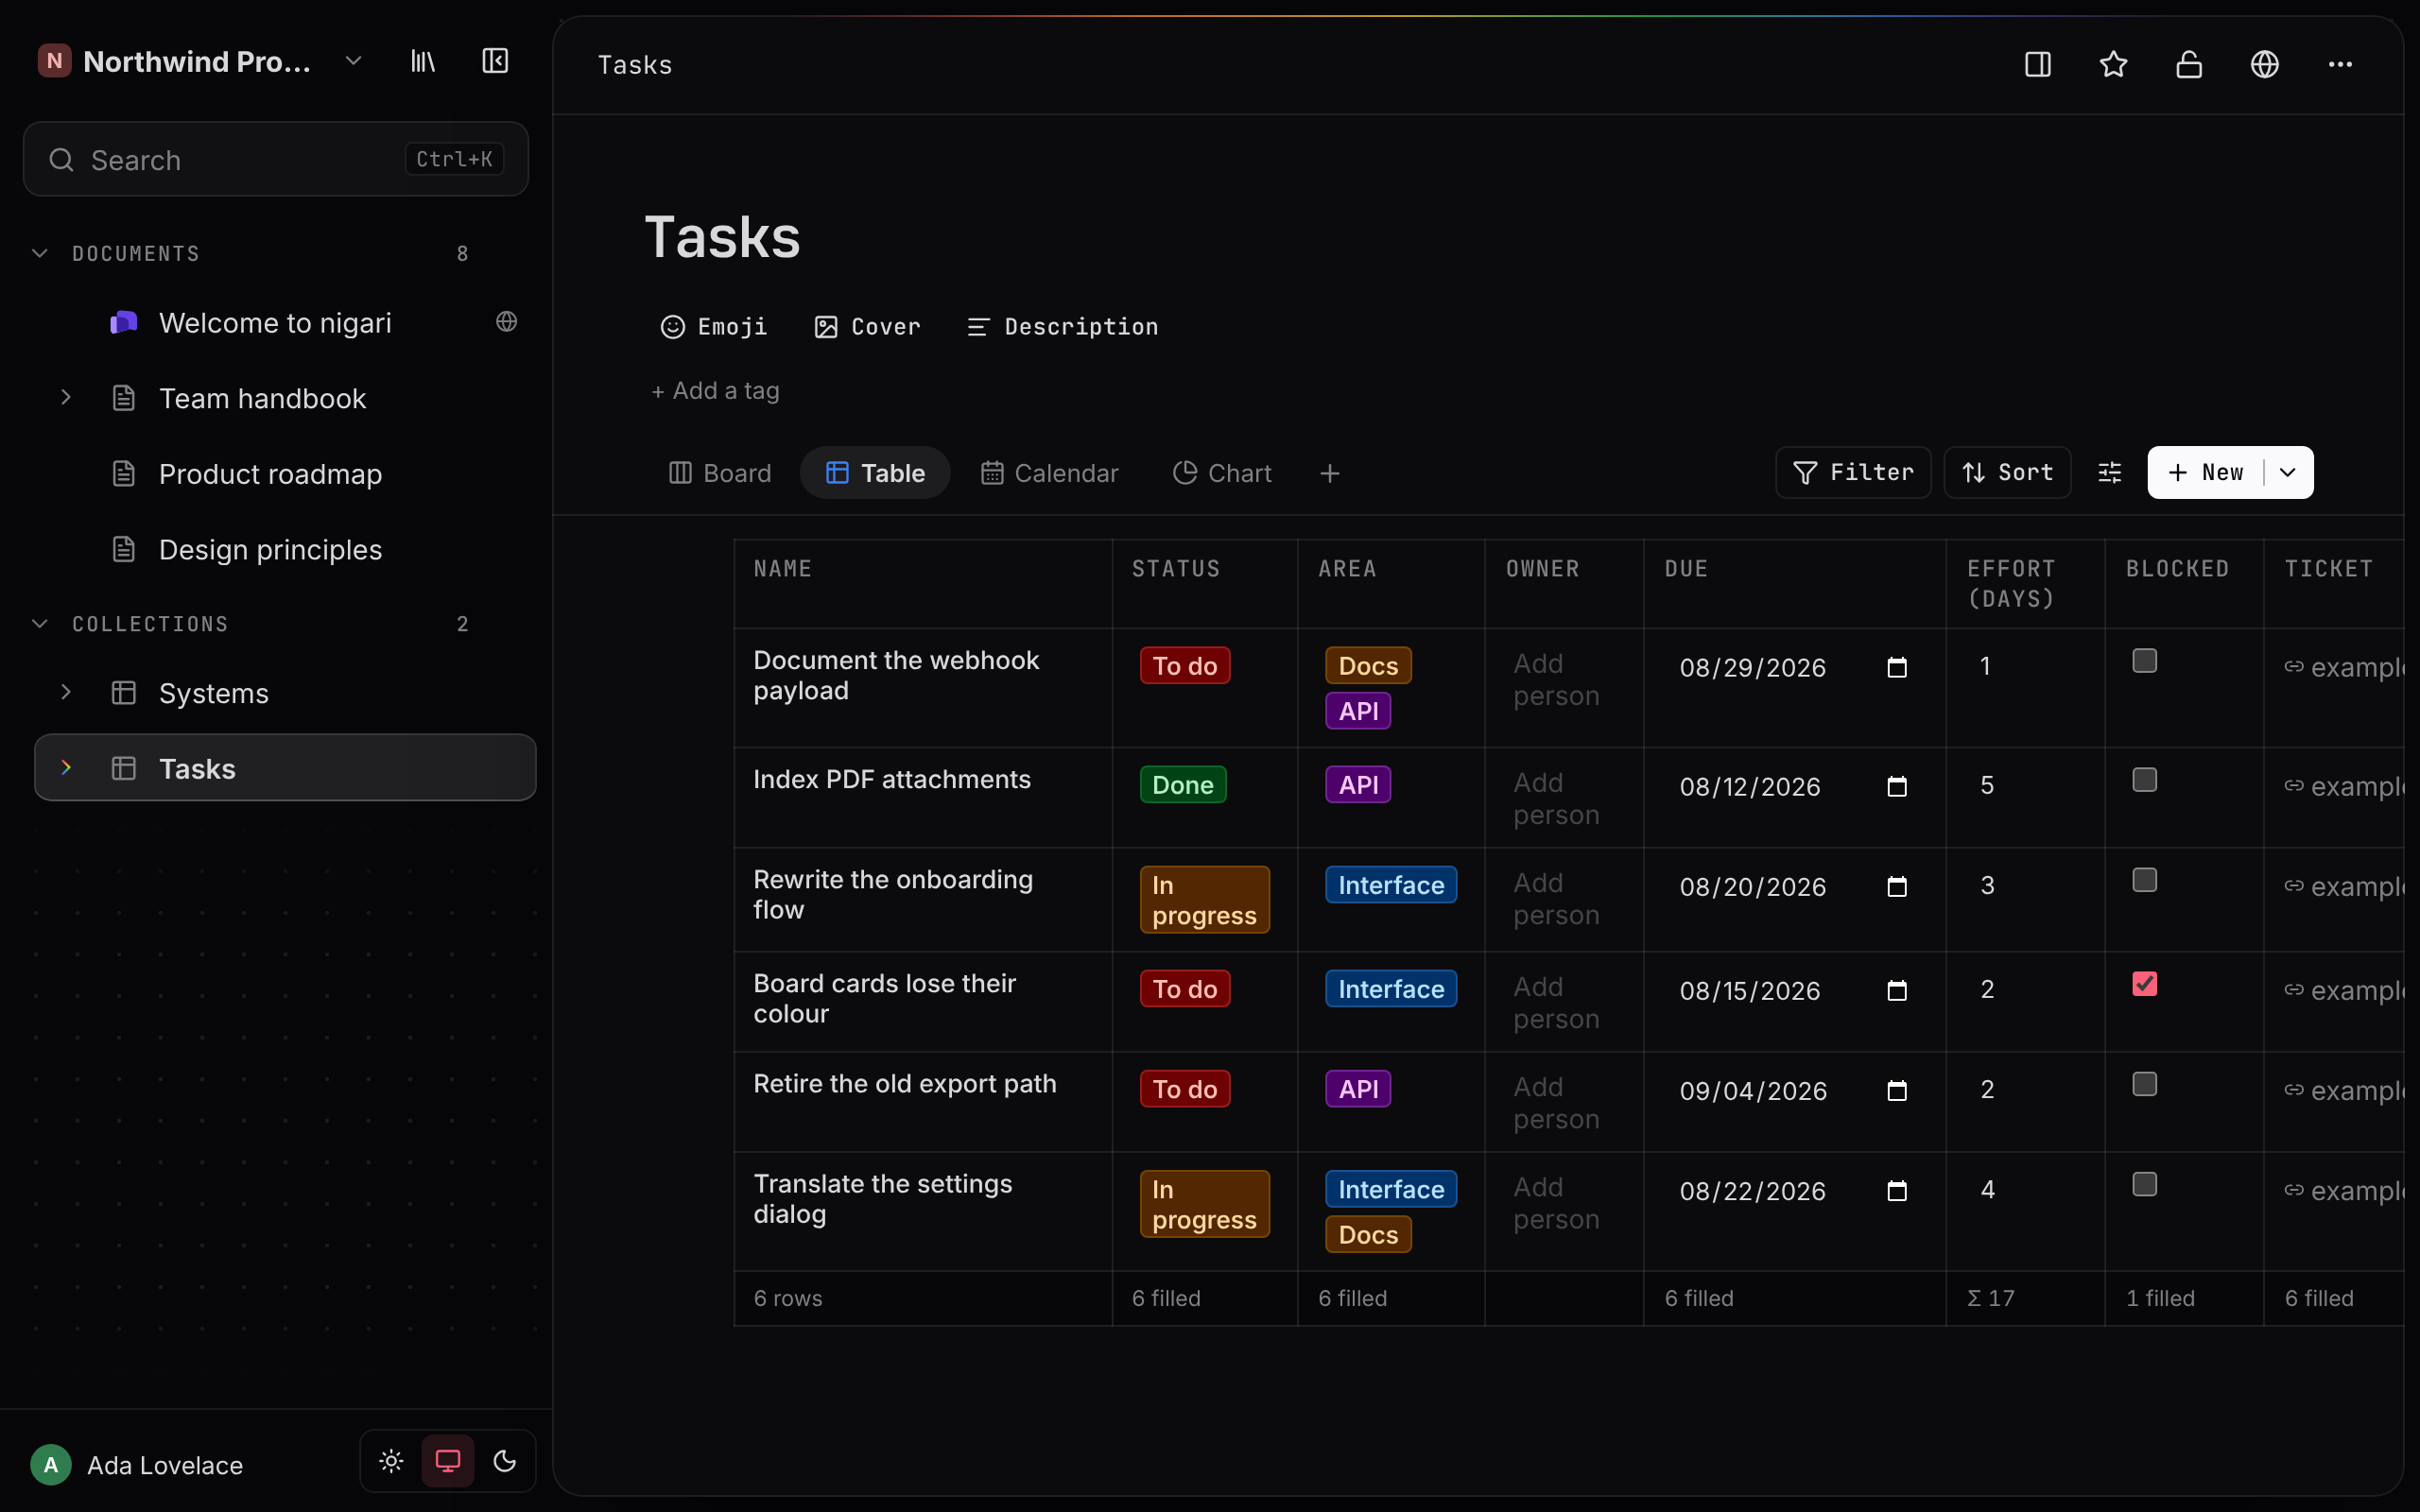 N Northwind Pro...
Search Ctrl+K
DOCUMENTS 8
Welcome to nigari
Team handbook
Product roadmap
Design principles
COLLECTIONS 2
Systems
Tasks
A Ada Lovelace
Tasks
Tasks
Emoji Cover Description
+ Add a tag
Board Table Calendar Chart + Filter Sort + New
NAME STATUS AREA OWNER DUE EFFORT BLOCKED TICKET
(DAYS)
Document the webhook To do Docs Add 08/29/2026 1
payload API person
Index PDF attachments Done API Add 08/12/2026 5
person
Rewrite the onboarding In Interface Add 08/20/2026 3
flow progress person
Board cards lose their To do Interface Add 08/15/2026 2
colour person
Retire the old export path To do API Add 09/04/2026 2
person
Translate the settings In Interface Add 08/22/2026 4
dialog progress Docs person
6 rows 6 filled 6 filled 6 filled Σ 17 1 filled 6 filled